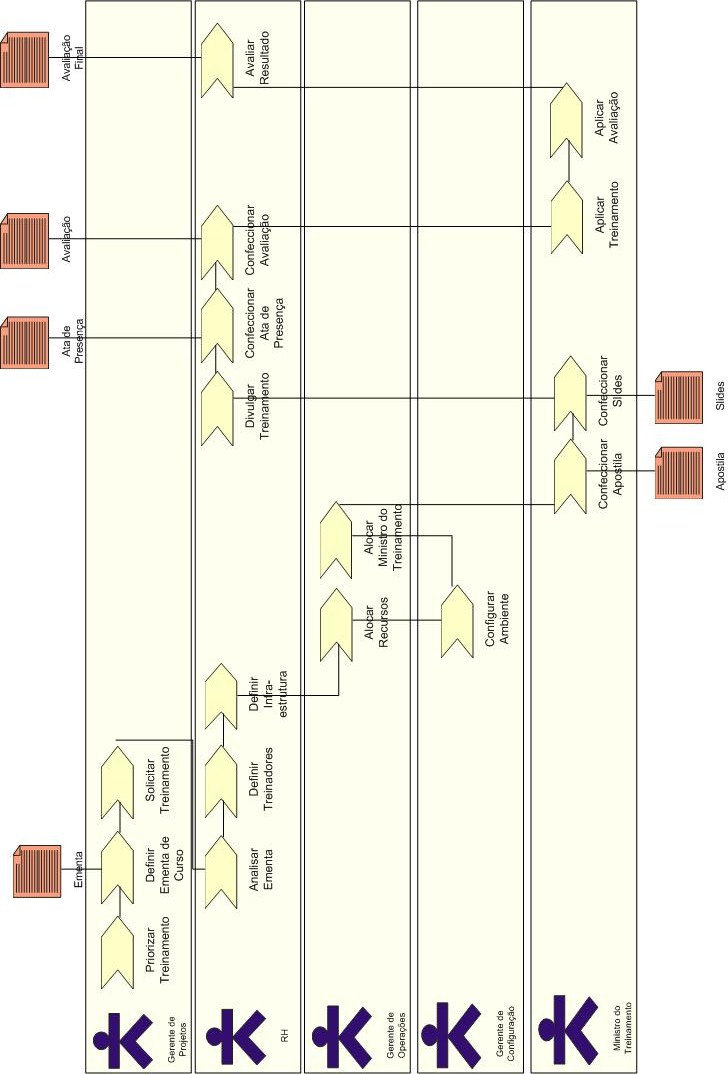 Ementa
Ata de
Presença
Avaliação
Avaliação
Final
Gerente de
Projetos
Priorizar
Treinamento
Definir
Ementa de
Curso
Solicitar
Treinamento
RH
Analisar
Ementa
Definir
Treinadores
Definir
Infra-
estrutura
Divulgar
Treinamento
Confeccionar
Ata de
Presença
Confeccionar
Avaliação
Avaliar
Resultado
Gerente de
Operações
Alocar
Recursos
Alocar
Ministro do
Treinamento
Gerente de
Configuração
Configurar
Ambiente
Ministro do
Treinamento
Confeccionar
Apostila
Confeccionar
Slides
Aplicar
Treinamento
Aplicar
Avaliação
Apostila
Slides